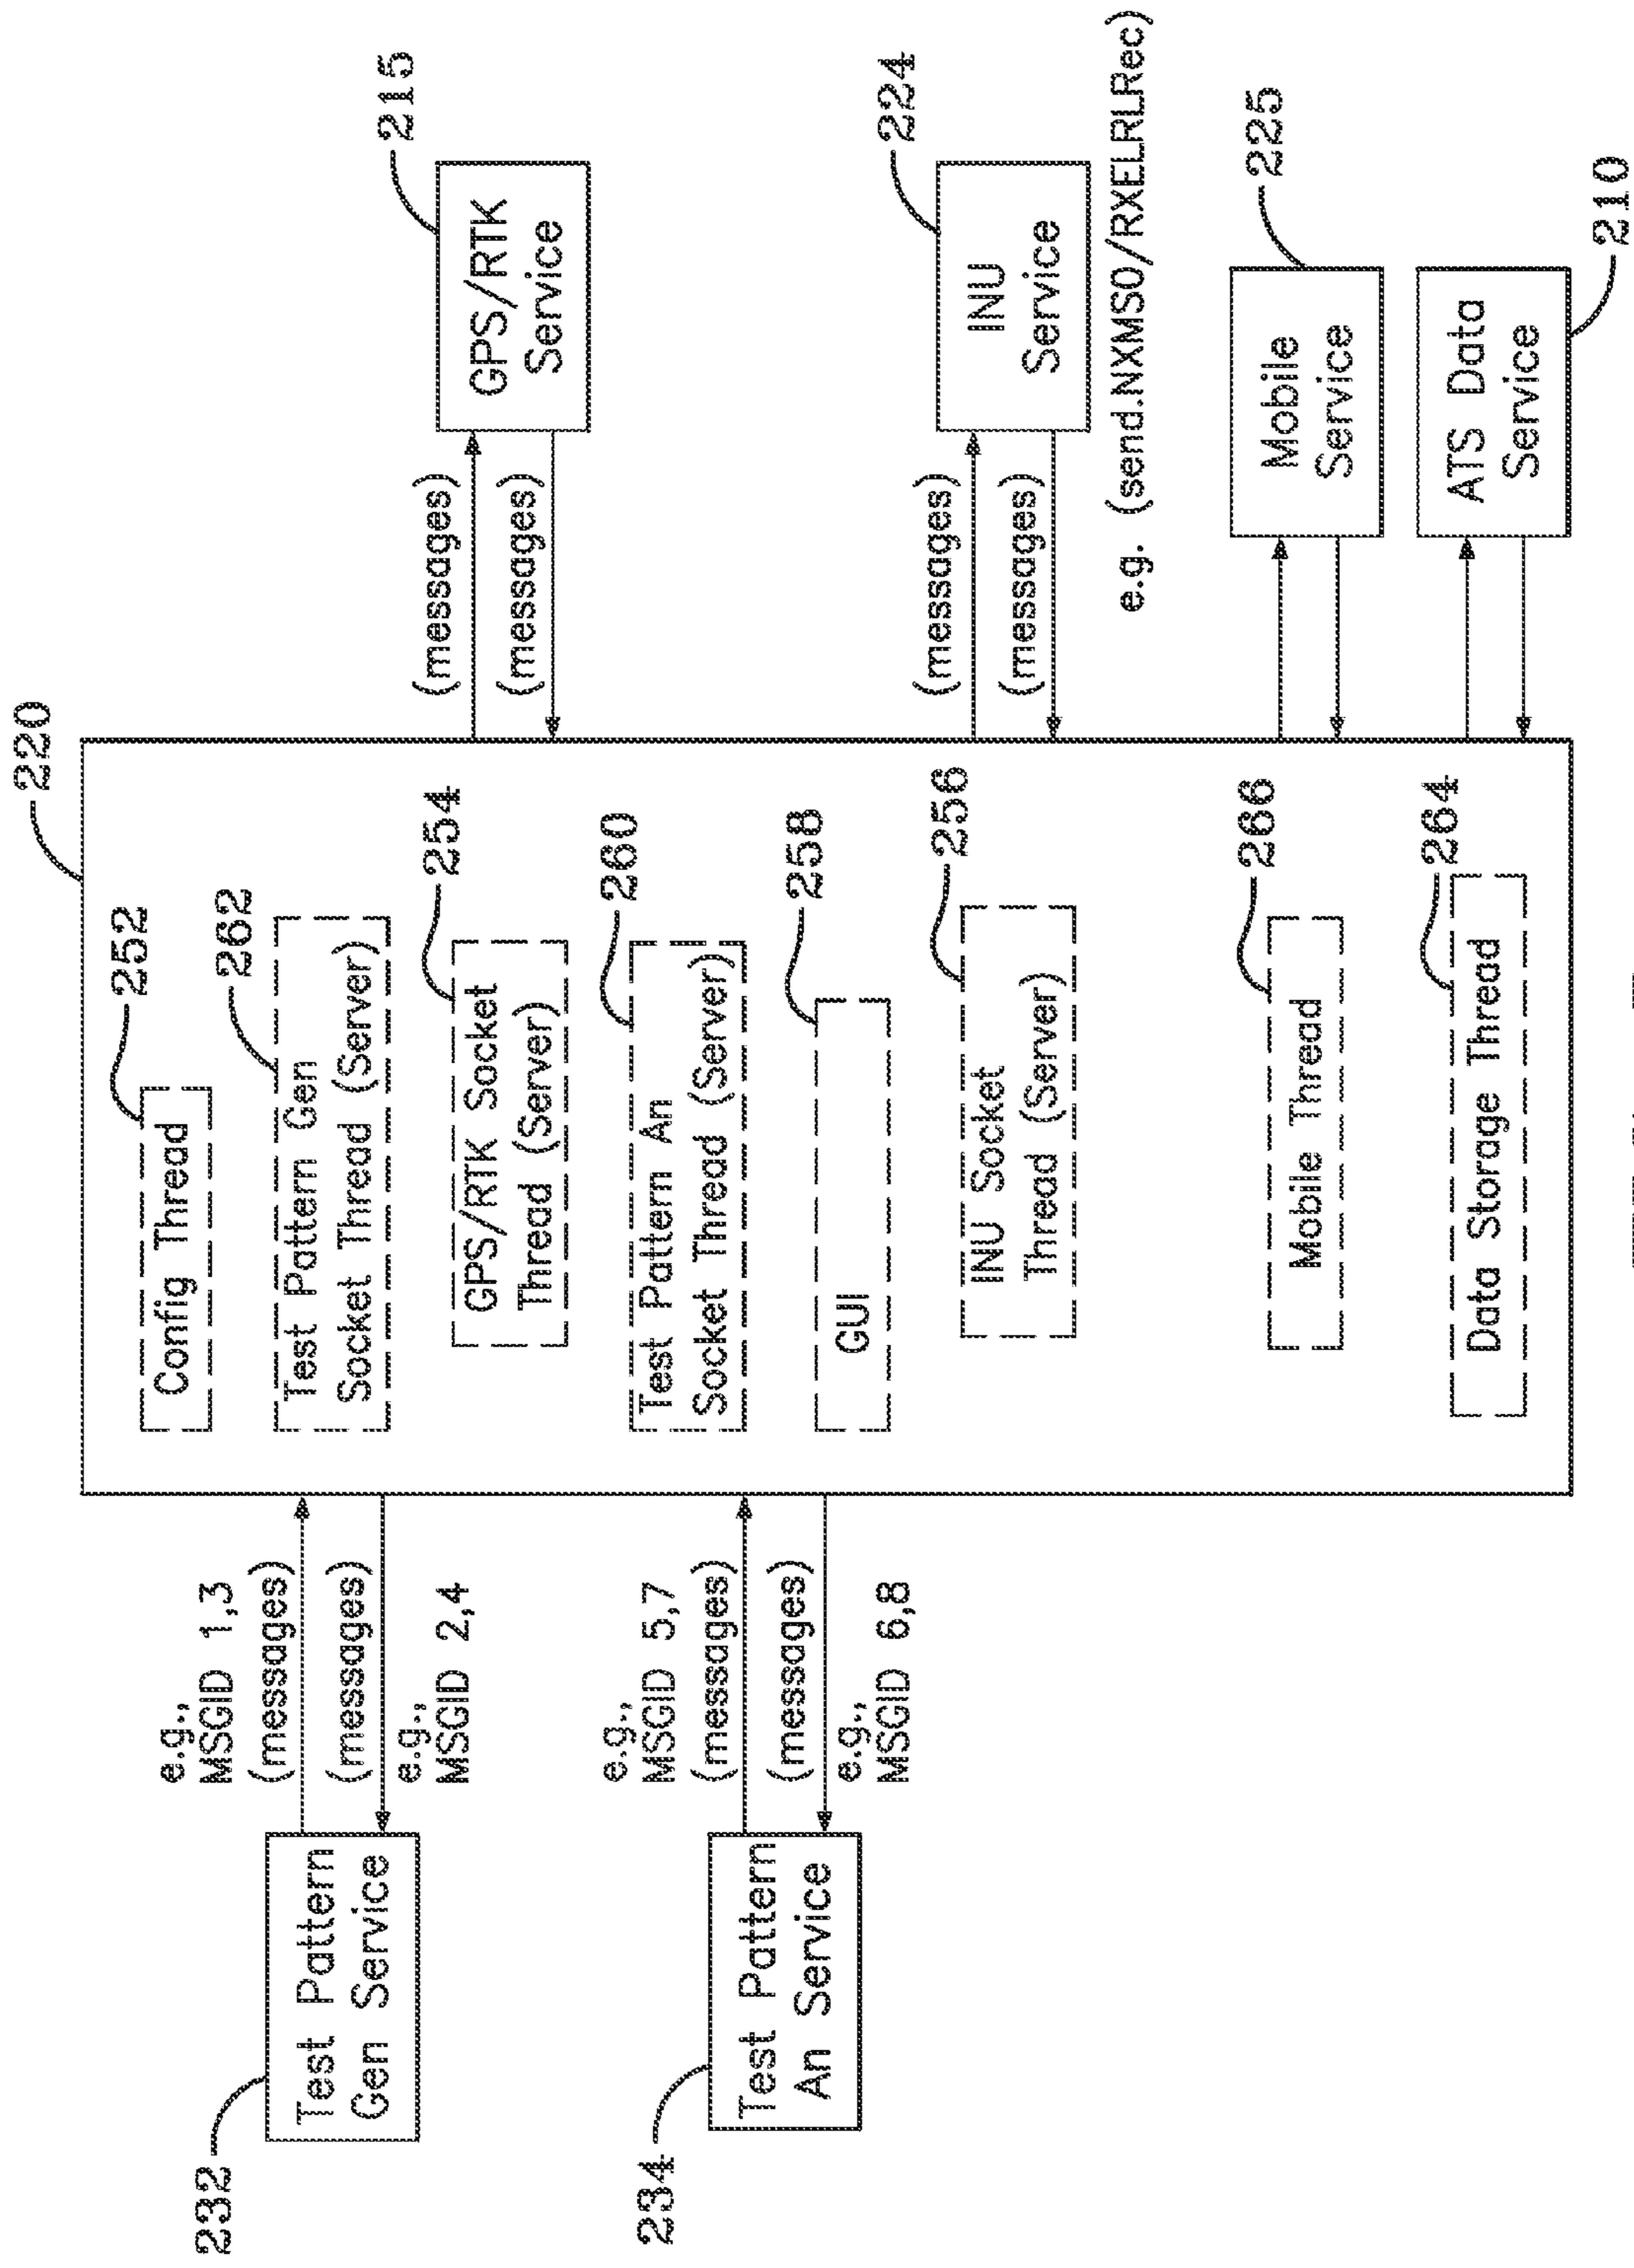 220
232
Test Pattern
Gen Service
e.g.,
MSGID 1,3
(messages)
(messages)
e.g.,
MSGID 2,4
234
Test Pattern
An Service
e.g.,
MSGID 5,7
(messages)
(messages)
e.g.,
MSGID 6,8
252
Config Thread
262
Test Pattern Gen
Socket Thread (Server)
254
GPS/RTK Socket
Thread (Server)
260
Test Pattern An
Socket Thread (Server)
258
GUI
256
INU Socket
Thread (Server)
266
Mobile Thread
264
Data Storage Thread
215
(messages)
GPS/RTK
Service
(messages)
224
(messages)
INU
Service
(messages)
e.g. (send.NXMSO/RXELRLRec)
225
Mobile
Service
ATS Data
Service
210